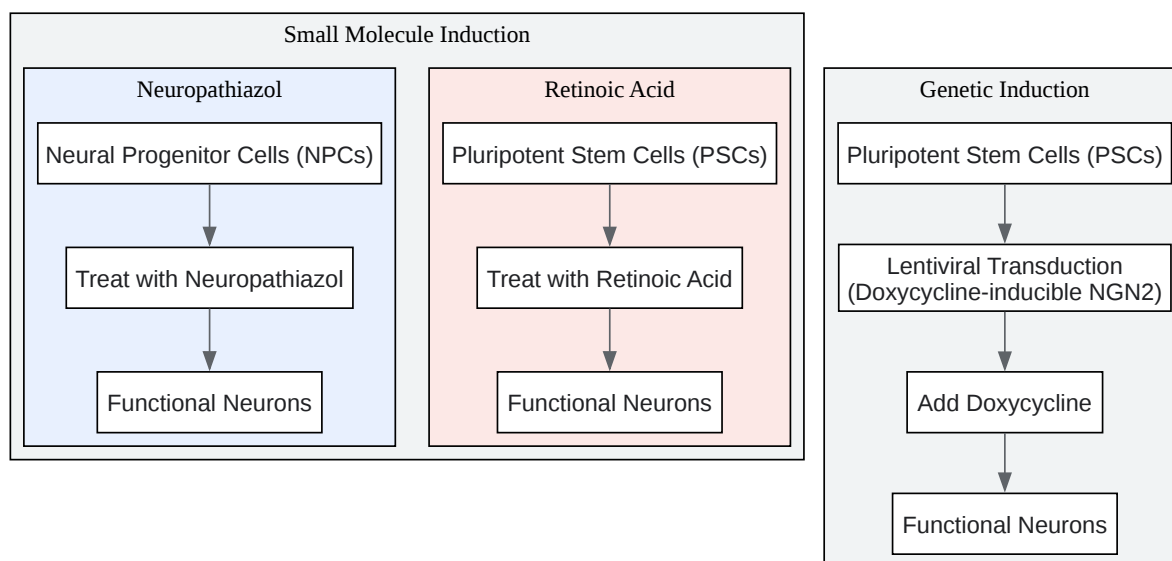 Small Molecule Induction
Neuropathiazol
Neural Progenitor Cells (NPCs)
Treat with Neuropathiazol
Functional Neurons
Retinoic Acid
Pluripotent Stem Cells (PSCs)
Treat with Retinoic Acid
Functional Neurons
Genetic Induction
Pluripotent Stem Cells (PSCs)
Lentiviral Transduction
(Doxycycline-inducible NGN2)
Add Doxycycline
Functional Neurons